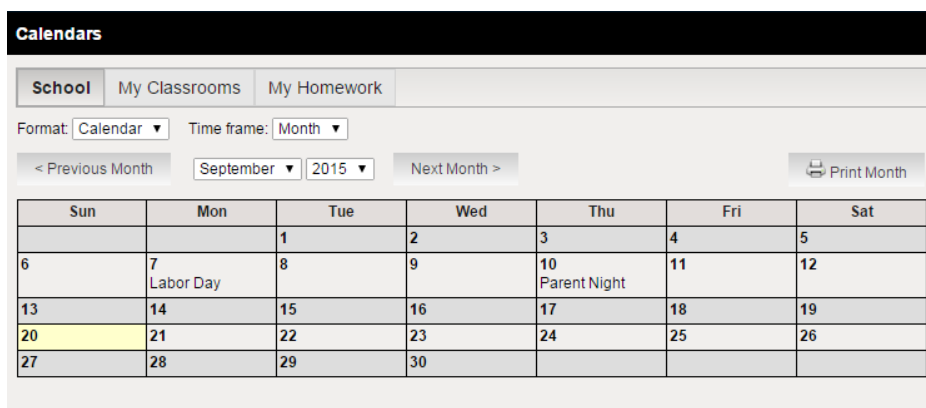 Calendars
School My Classrooms My Homework
Format: Calendar ▼ Time frame: Month ▼
< Previous Month September ▼ 2015 ▼ Next Month > Print Month
Sun Mon Tue Wed Thu Fri Sat
1 2 3 4 5
6 7 8 9 10 11 12
Labor Day Parent Night
13 14 15 16 17 18 19
20 21 22 23 24 25 26
27 28 29 30